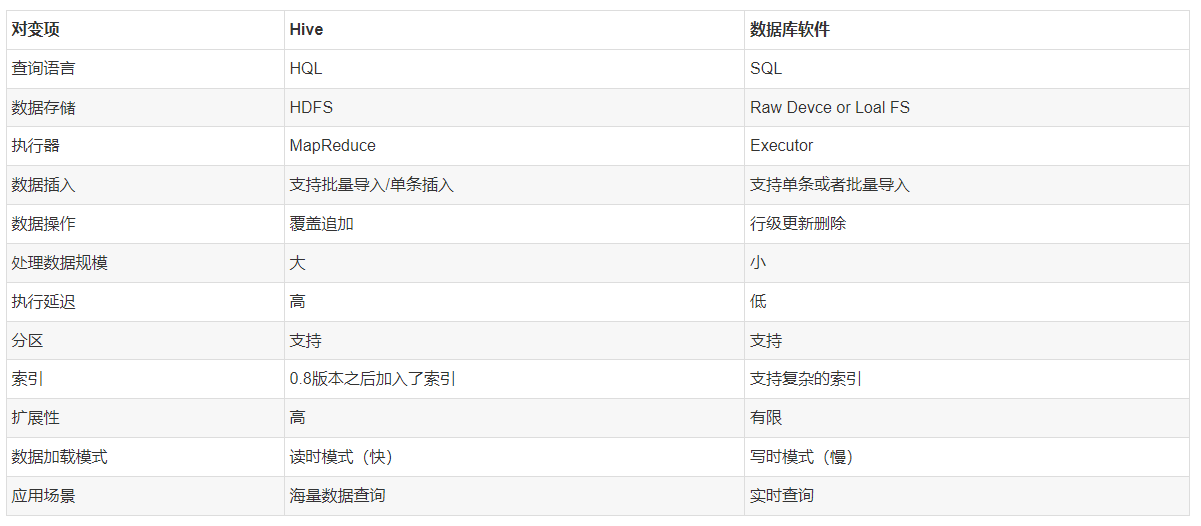 对变项 Hive 数据库软件
查询语言 HQL SQL
数据存储 HDFS Raw Devce or Loal FS
执行器 MapReduce Executor
数据插入 支持批量导入/单条插入 支持单条或者批量导入
数据操作 覆盖追加 行级更新删除
处理数据规模 大 小
执行延迟 高 低
分区 支持 支持
索引 0.8版本之后加入了索引 支持复杂的索引
扩展性 高 有限
数据加载模式 读时模式（快） 写时模式（慢）
应用场景 海量数据查询 实时查询